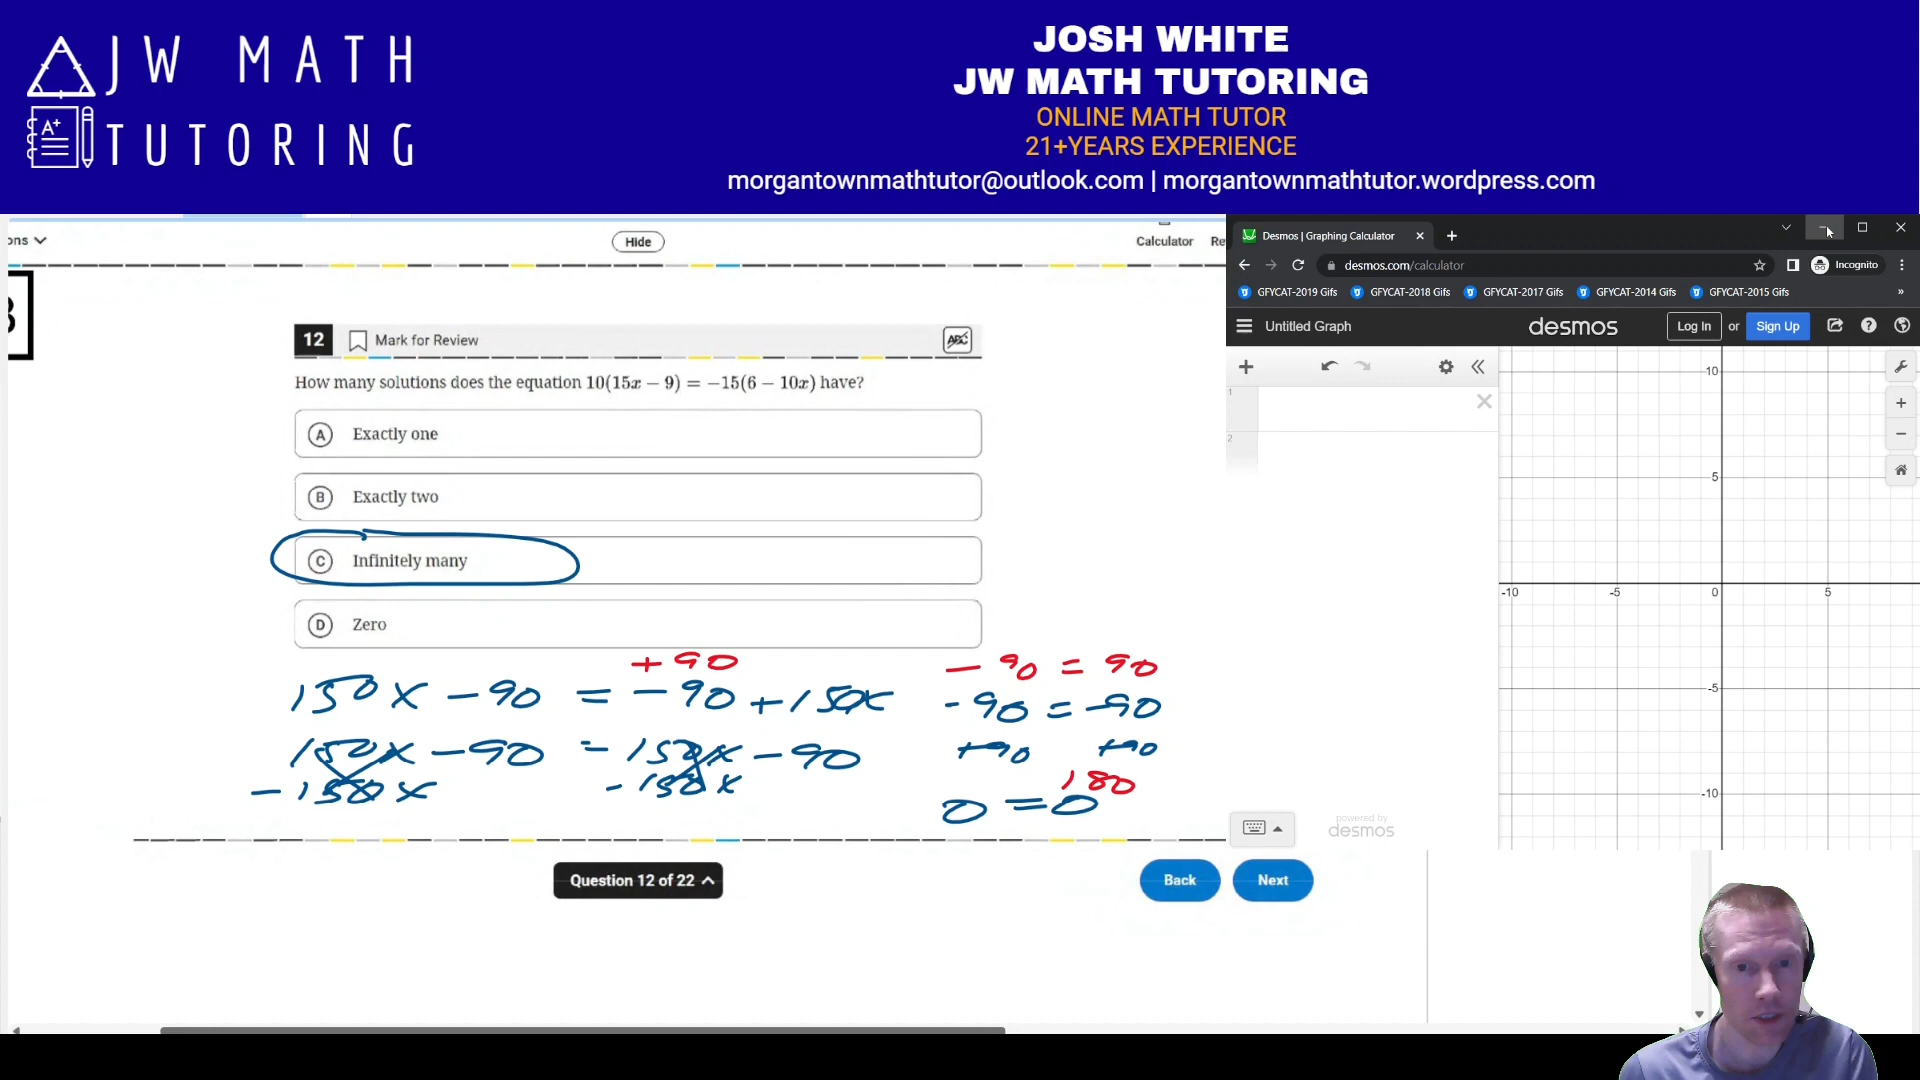 JW MATH
TUTORING
A+
JOSH WHITE
JW MATH TUTORING
ONLINE MATH TUTOR
21+YEARS EXPERIENCE
morgantownmathtutor@outlook.com | morgantownmathtutor.wordpress.com
ons
Hide
Calculator Re
12 Mark for Review ABC
How many solutions does the equation 10(15x − 9) = −15(6 − 10x) have?
A Exactly one
B Exactly two
C Infinitely many
D Zero
+ 90
150x − 90 = − 90 + 150x
150x − 90 = 150x − 90
− 150x − 150x
− 90 = 90
-90 = -90
+90 +90
180
0 = 0
Question 12 of 22
Back Next
Desmos | Graphing Calculator
desmos.com/calculator Incognito
GFYCAT-2019 Gifs GFYCAT-2018 Gifs GFYCAT-2017 Gifs GFYCAT-2014 Gifs GFYCAT-2015 Gifs »
Untitled Graph desmos Log In or Sign Up
1
2
10
5
-10 -5 0 5
-5
-10
powered by
desmos